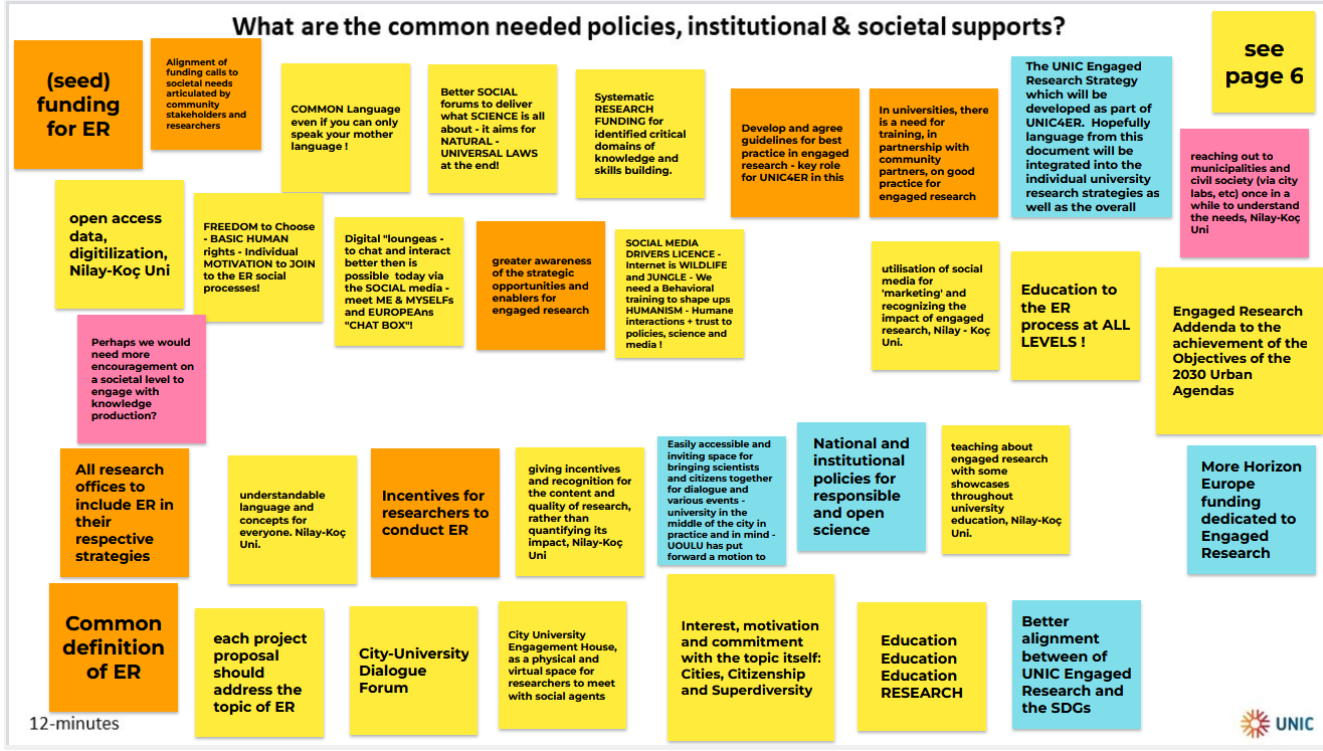 What are the common needed policies, institutional & societal supports?
(seed)
funding
for ER
Alignment of
funding calls to
societal needs
articulated by
community
stakeholders and
researchers
COMMON Language
even if you can only
speak your mother
language !
Better SOCIAL
forums to deliver
what SCIENCE is all
about - it aims for
NATURAL -
UNIVERSAL LAWS
at the end!
Systematic
RESEARCH
FUNDING for
identified critical
domains of
knowledge and
skills building.
Develop and agree
guidelines for best
practice in engaged
research - key role
for UNIC4ER in this
In universities, there
is a need for
training, in
partnership with
community
partners, on good
practice for
engaged research
The UNIC Engaged
Research Strategy
which will be
developed as part of
UNIC4ER. Hopefully
language from this
document will be
integrated into the
individual university
research strategies as
well as the overall
see
page 6
reaching out to
municipalities and
civil society (via city
labs, etc) once in a
while to understand
the needs, Nilay-Koç
Uni
open access
data,
digitilization,
Nilay-Koç Uni
FREEDOM to Choose
- BASIC HUMAN
rights - Individual
MOTIVATION to JOIN
to the ER social
processes!
Digital "loungeas -
to chat and interact
better then is
possible today via
the SOCIAL media -
meet ME & MYSELFs
and EUROPEAns
"CHAT BOX"!
greater awareness
of the strategic
opportunities and
enablers for
engaged research
SOCIAL MEDIA
DRIVERS LICENCE -
Internet is WILDLIFE
and JUNGLE - We
need a Behavioral
training to shape ups
HUMANISM - Humane
interactions + trust to
policies, science and
media !
utilisation of social
media for
'marketing' and
recognizing the
impact of engaged
research, Nilay - Koç
Uni.
Education to
the ER
process at ALL
LEVELS !
Engaged Research
Addenda to the
achievement of the
Objectives of the
2030 Urban
Agendas
Perhaps we would
need more
encouragement on
a societal level to
engage with
knowledge
production?
All research
offices to
include ER in
their
respective
strategies
understandable
language and
concepts for
everyone. Nilay-Koç
Uni.
Incentives for
researchers to
conduct ER
giving incentives
and recognition for
the content and
quality of research,
rather than
quantifying its
impact, Nilay-Koç
Uni
Easily accessible and
inviting space for
bringing scientists
and citizens together
for dialogue and
various events -
university in the
middle of the city in
practice and in mind -
UOULU has put
forward a motion to
National and
institutional
policies for
responsible
and open
science
teaching about
engaged research
with some
showcases
throughout
university
education, Nilay-Koç
Uni.
More Horizon
Europe
funding
dedicated to
Engaged
Research
Common
definition
of ER
each project
proposal
should
address the
topic of ER
City-University
Dialogue
Forum
City University
Engagement House,
as a physical and
virtual space for
researchers to meet
with social agents
Interest, motivation
and commitment
with the topic itself:
Cities, Citizenship
and Superdiversity
Education
Education
Education
RESEARCH
Better
alignment
between of
UNIC Engaged
Research and
the SDGs
12-minutes
UNIC